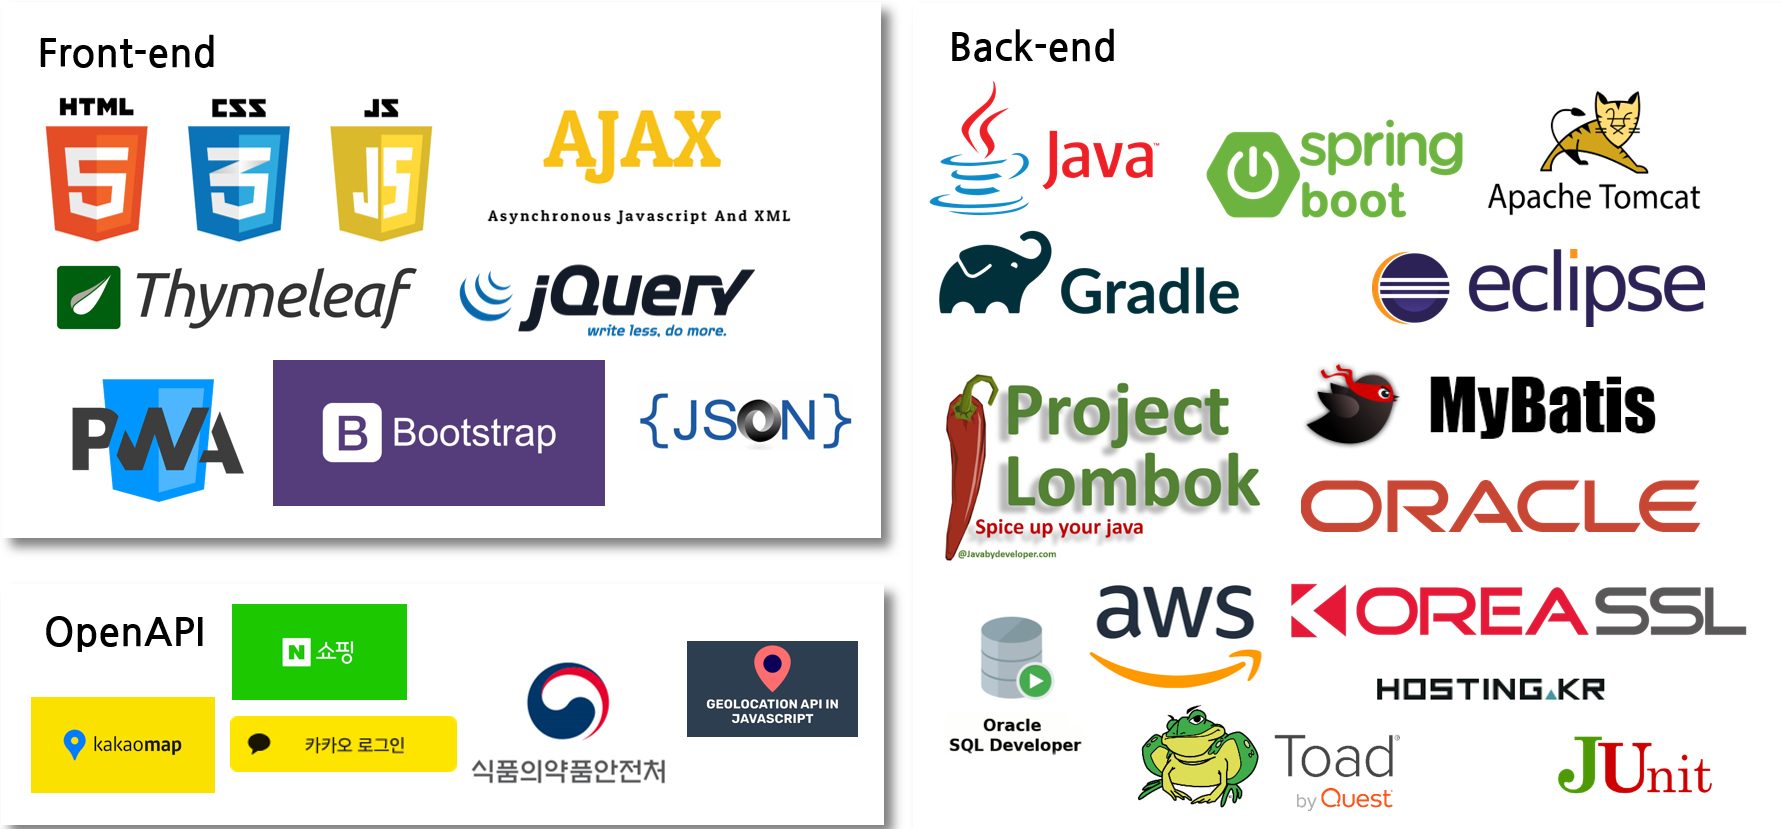 Front-end
HTML
CSS
JS
5
3
JS
AJAX
Asynchronous Javascript And XML
Thymeleaf
jQuery
write less, do more.
PWA
B Bootstrap
{JSON}
OpenAPI
N 쇼핑
kakaomap
카카오 로그인
식품의약품안전처
GEOLOCATION API IN
JAVASCRIPT
Back-end
Java™
spring
boot
Apache Tomcat
Gradle
eclipse
Project
Lombok
Spice up your java
@Javabydeveloper.com
MyBatis
ORACLE
Oracle
SQL Developer
aws
KOREASSL
HOSTING.KR
Toad®
by Quest
JUnit